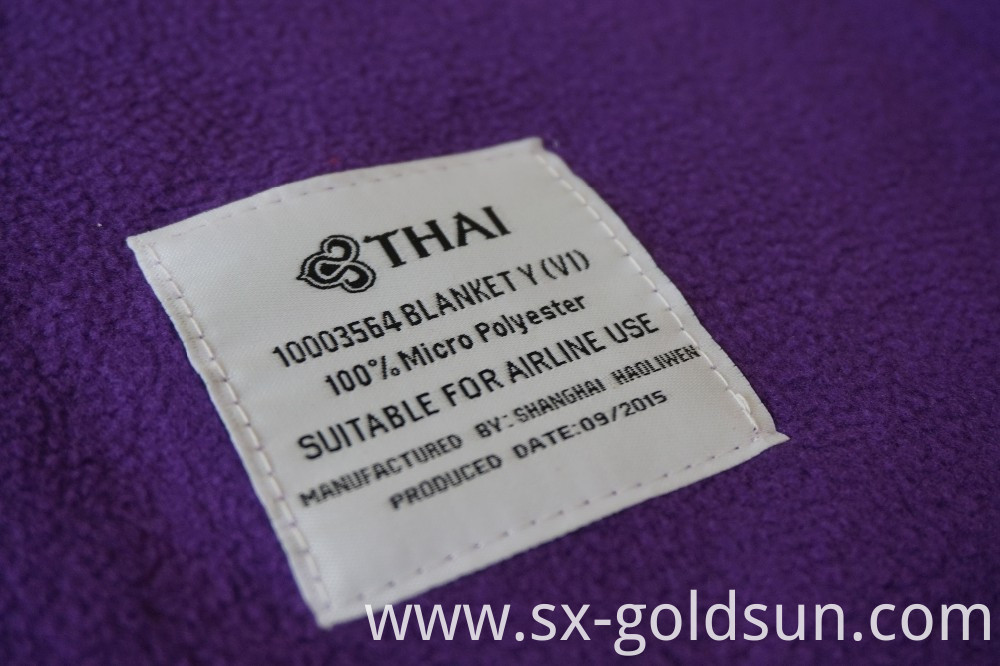 THAI
10003564 BLANKET Y (V1)
100% Micro Polyester
SUITABLE FOR AIRLINE USE
MANUFACTURED BY: SHANGHAI HAOLIWEN
PRODUCED DATE:09/2015
www.sx-goldsun.com